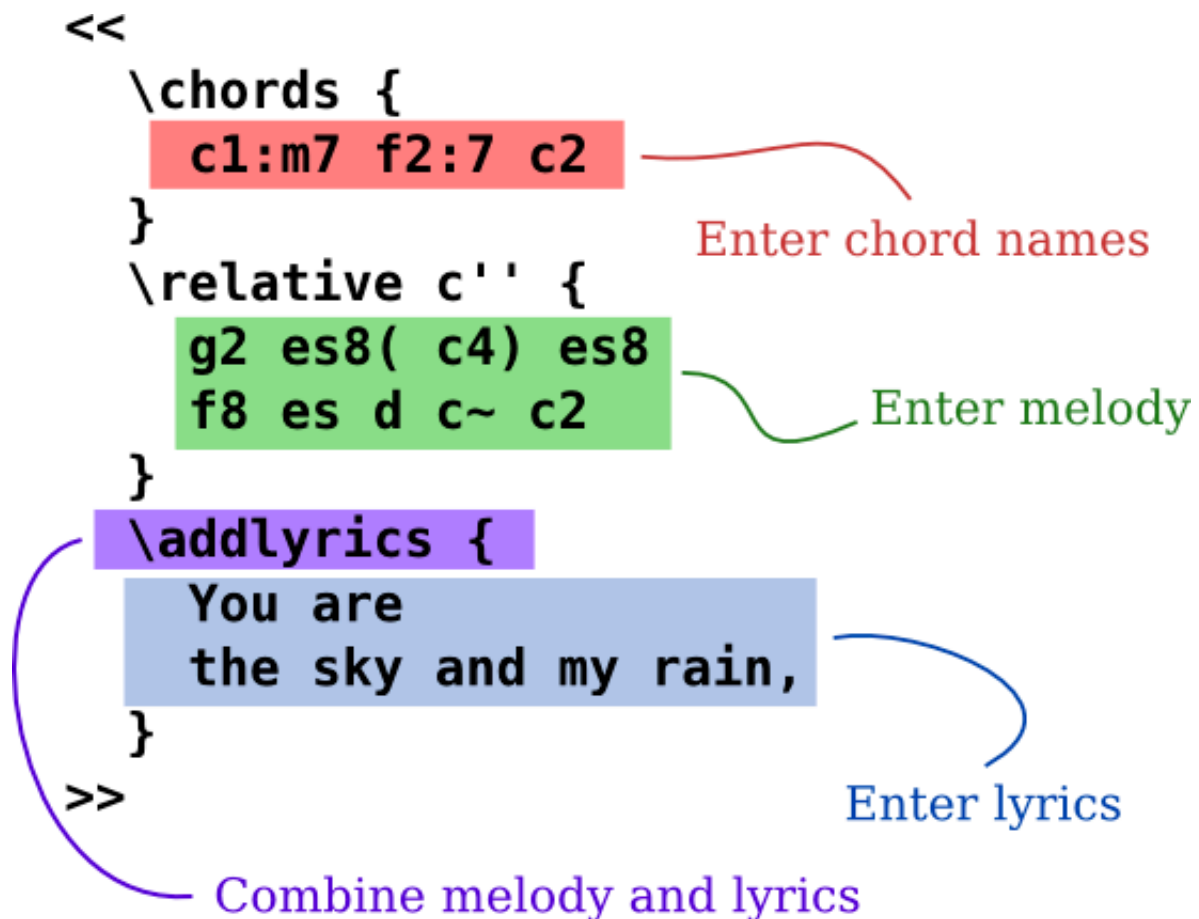 <<
\chords {
c1:m7 f2:7 c2
}
Enter chord names
\relative c'' {
g2 es8( c4) es8
f8 es d c~ c2
Enter melody
}
\addlyrics {
You are
the sky and my rain,
}
>>
Enter lyrics
Combine melody and lyrics